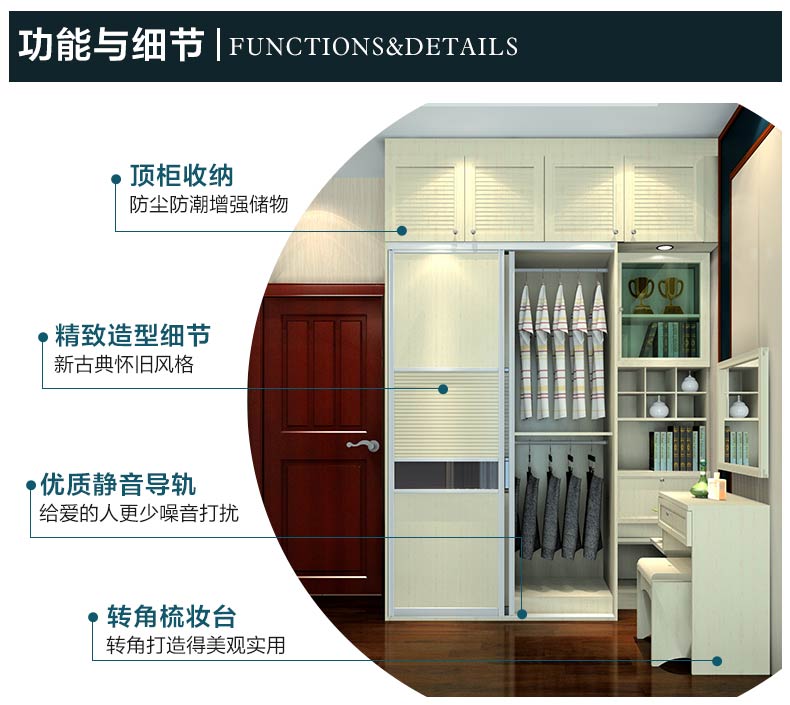 功能与细节|FUNCTIONS&DETAILS
顶柜收纳
防尘防潮增强储物
精致造型细节
新古典怀旧风格
优质静音导轨
给爱的人更少噪音打扰
转角梳妆台
转角打造得美观实用